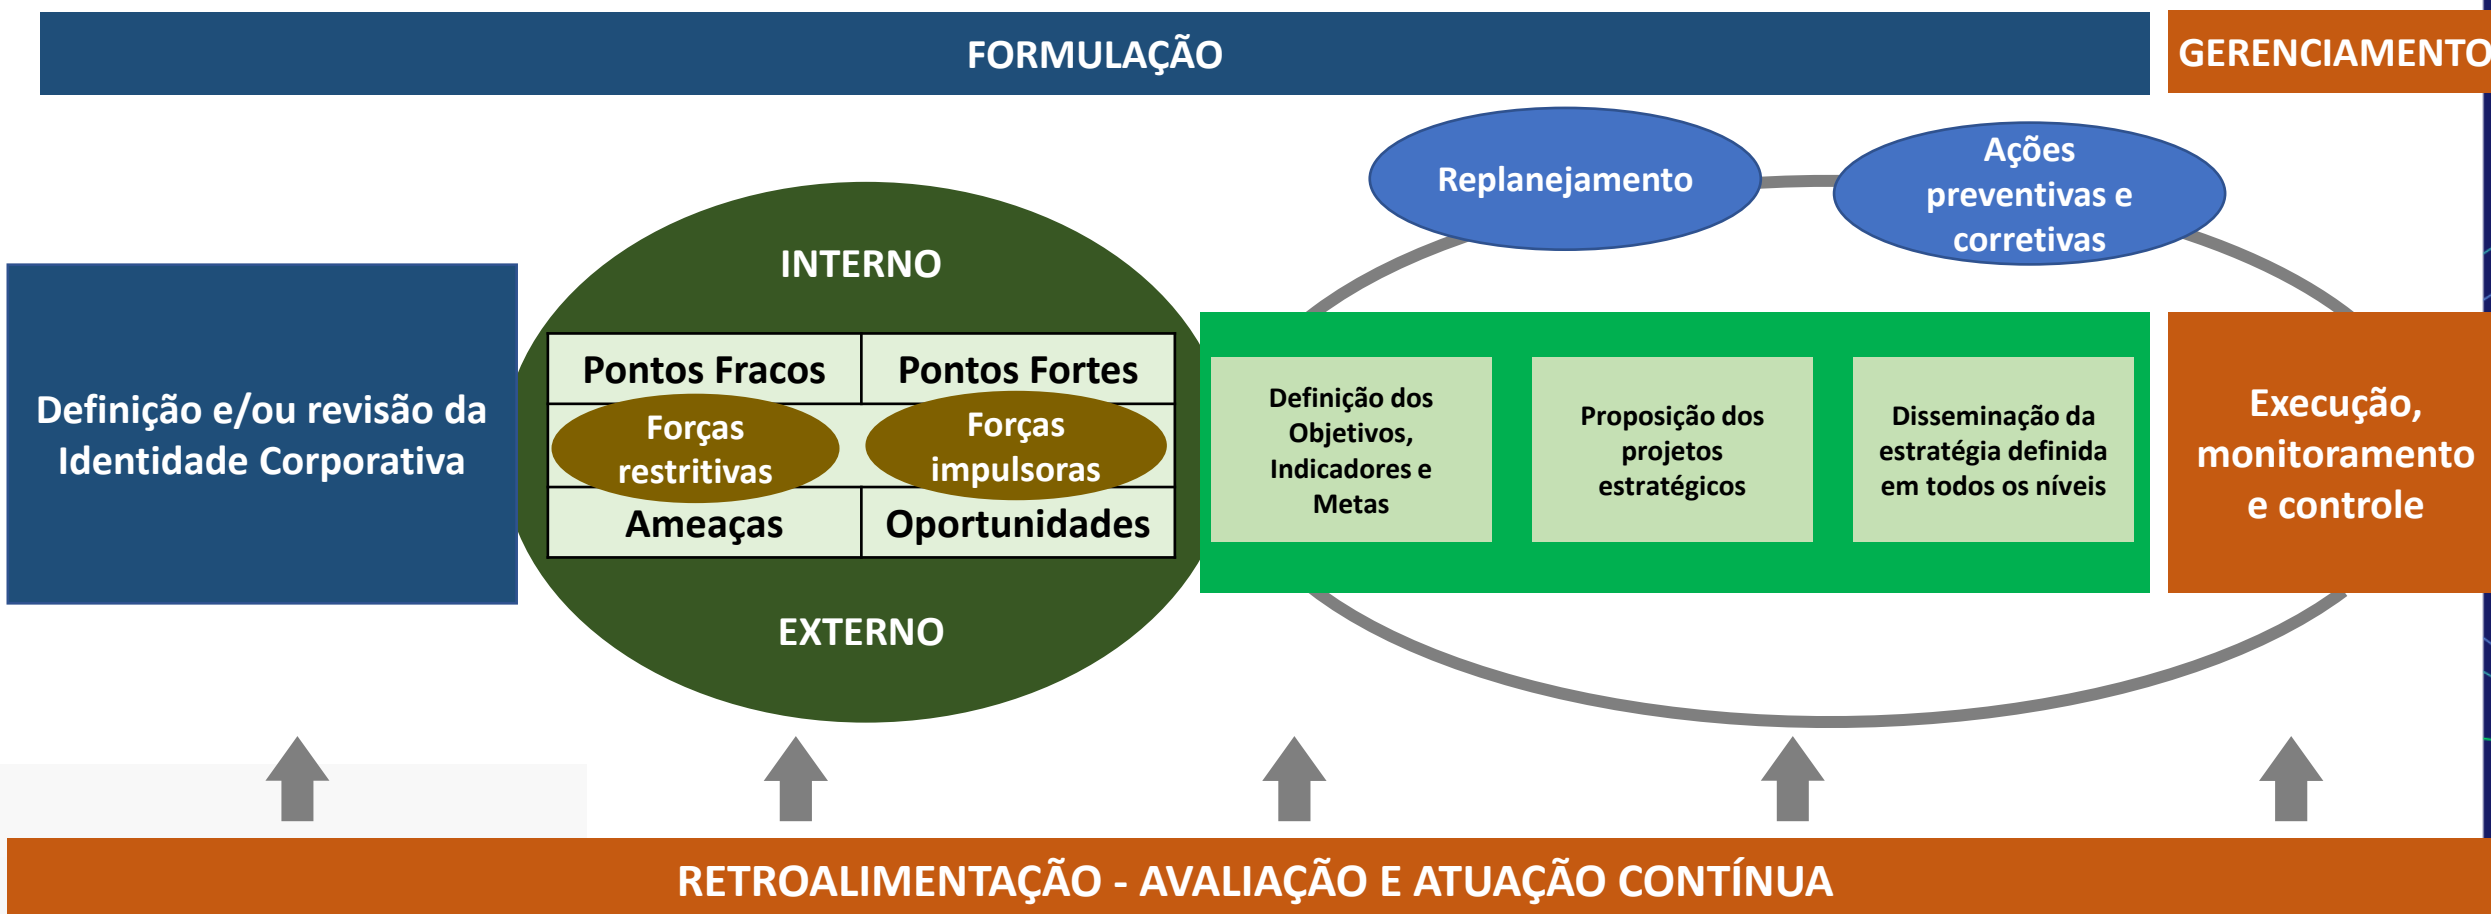 FORMULAÇÃO
GERENCIAMENTO
Replanejamento
Ações
preventivas e
corretivas
INTERNO
Definição e/ou revisão da
Identidade Corporativa
Pontos Fracos
Pontos Fortes
Forças
restritivas
Forças
impulsoras
Ameaças
Oportunidades
EXTERNO
Definição dos
Objetivos,
Indicadores e
Metas
Proposição dos
projetos
estratégicos
Disseminação da
estratégia definida
em todos os níveis
Execução,
monitoramento
e controle
RETROALIMENTAÇÃO - AVALIAÇÃO E ATUAÇÃO CONTÍNUA